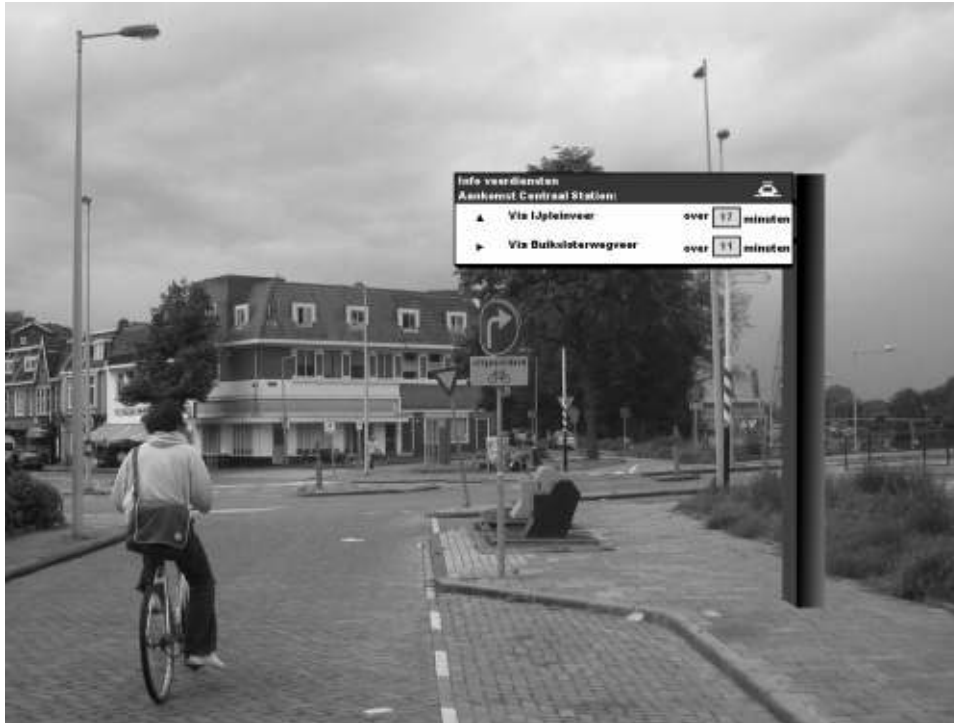 Info veerdiensten
Aankomst Centraal Station:
▲ Via IJpleinveer over 17 minuten
► Via Buiksloterwegveer over 11 minuten